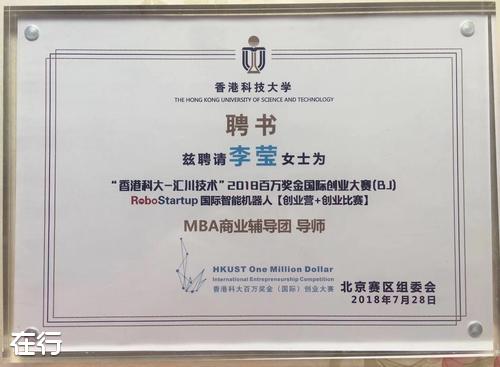 香港科技大学
THE HONG KONG UNIVERSITY OF SCIENCE AND TECHNOLOGY
聘书
兹聘请李莹女士为
“香港科大-汇川技术”2018百万奖金国际创业大赛(BJ)
RoboStartup 国际智能机器人【创业营+创业比赛】
MBA商业辅导团 导师
HKUST One Million Dollar
International Entrepreneurship Competition
香港科大百万奖金（国际）创业大赛
北京赛区组委会
2018年7月28日
在行